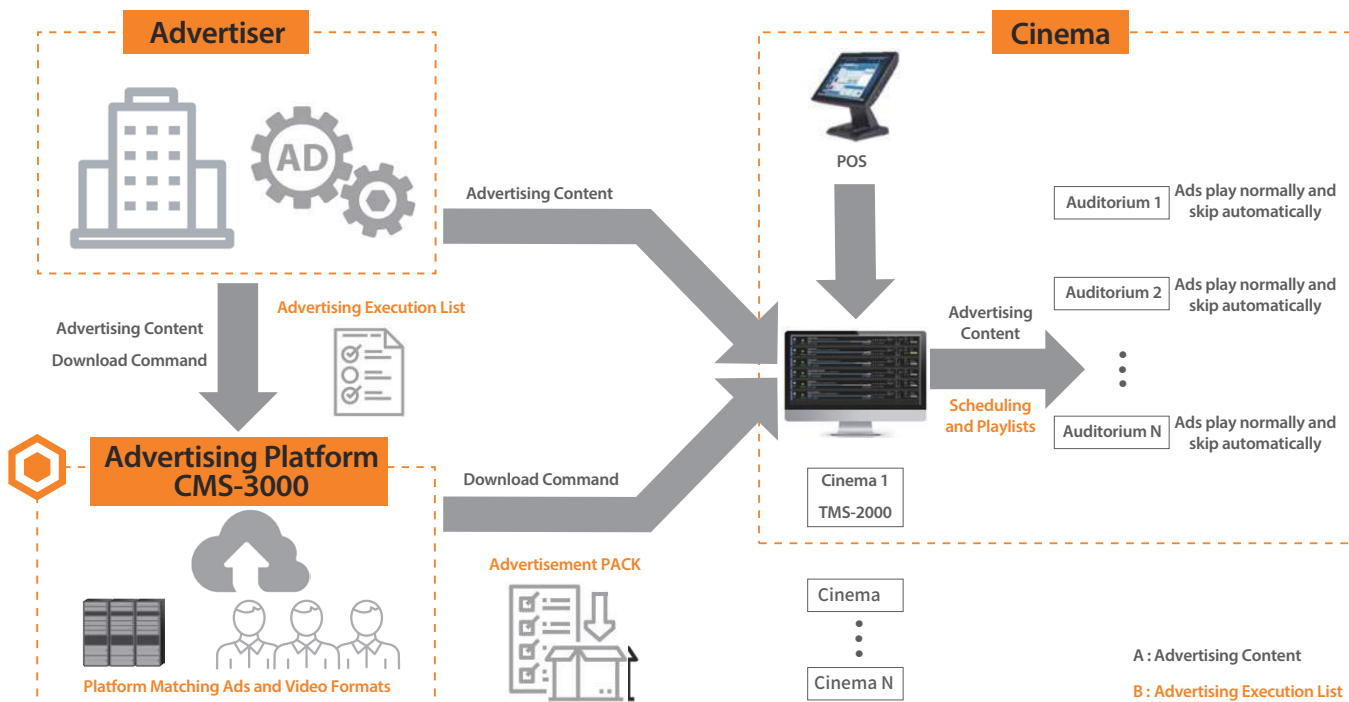 Advertiser
AD
Advertising Content
Download Command
Advertising Execution List
Advertising Platform
CMS-3000
Platform Matching Ads and Video Formats
Advertising Content
Download Command
Advertisement PACK
Cinema
POS
Advertising
Content
Scheduling
and Playlists
Cinema 1
TMS-2000
Auditorium 1
Ads play normally and
skip automatically
Auditorium 2
Ads play normally and
skip automatically
Auditorium N
Ads play normally and
skip automatically
Cinema
Cinema N
A : Advertising Content
B : Advertising Execution List